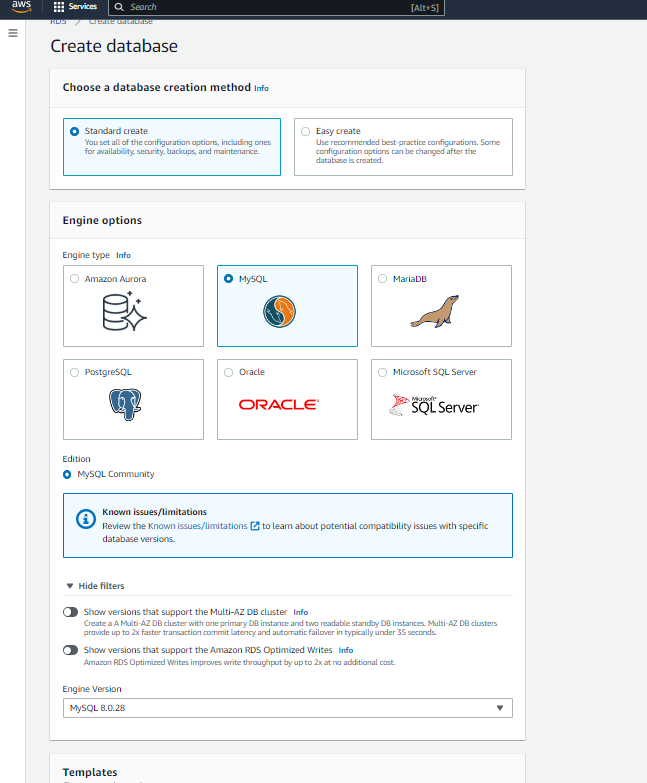 aws
Services
Search
[Alt+S]
RDS > Create database
Create database
Choose a database creation method Info
Standard create
You set all of the configuration options, including ones
for availability, security, backups, and maintenance.
Easy create
Use recommended best-practice configurations. Some
configuration options can be changed after the
database is created.
Engine options
Engine type Info
Amazon Aurora
MySQL
MariaDB
PostgreSQL
Oracle
ORACLE
Microsoft SQL Server
Microsoft
SQL Server
Edition
MySQL Community
Known issues/limitations
Review the Known issues/limitations to learn about potential compatibility issues with specific
database versions.
Hide filters
Show versions that support the Multi-AZ DB cluster Info
Create a A Multi-AZ DB cluster with one primary DB instance and two readable standby DB instances. Multi-AZ DB clusters
provide up to 2x faster transaction commit latency and automatic failover in typically under 35 seconds.
Show versions that support the Amazon RDS Optimized Writes Info
Amazon RDS Optimized Writes improves write throughput by up to 2x at no additional cost.
Engine Version
MySQL 8.0.28
Templates